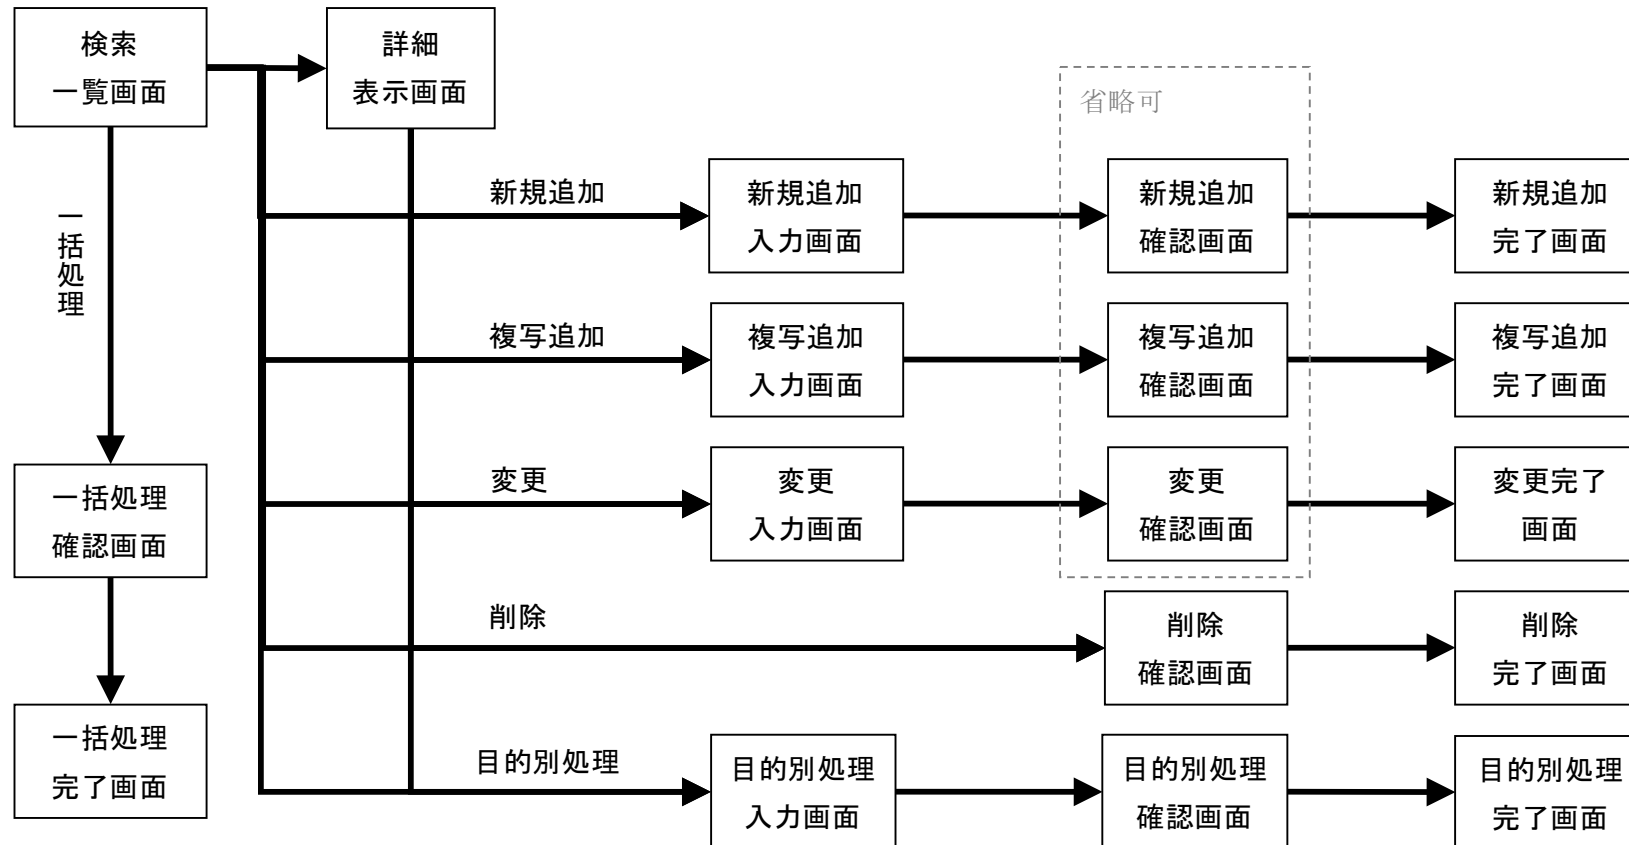 検索
一覧画面
詳細
表示画面
省略可
一括処理
新規追加
新規追加
入力画面
新規追加
確認画面
新規追加
完了画面
複写追加
複写追加
入力画面
複写追加
確認画面
複写追加
完了画面
変更
変更
入力画面
変更
確認画面
変更完了
画面
一括処理
確認画面
削除
削除
確認画面
削除
完了画面
一括処理
完了画面
目的別処理
目的別処理
入力画面
目的別処理
確認画面
目的別処理
完了画面